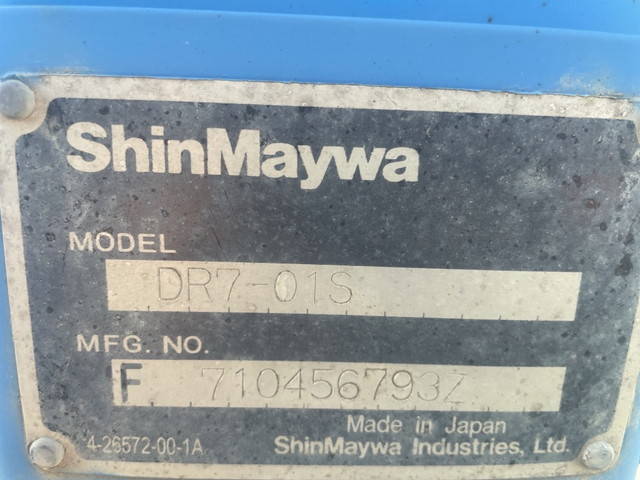 ShinMaywa
MODEL
DR7-01S
MFG. NO.
F 710456793Z
Made in Japan
4-26572-00-1A ShinMaywa Industries, Ltd.